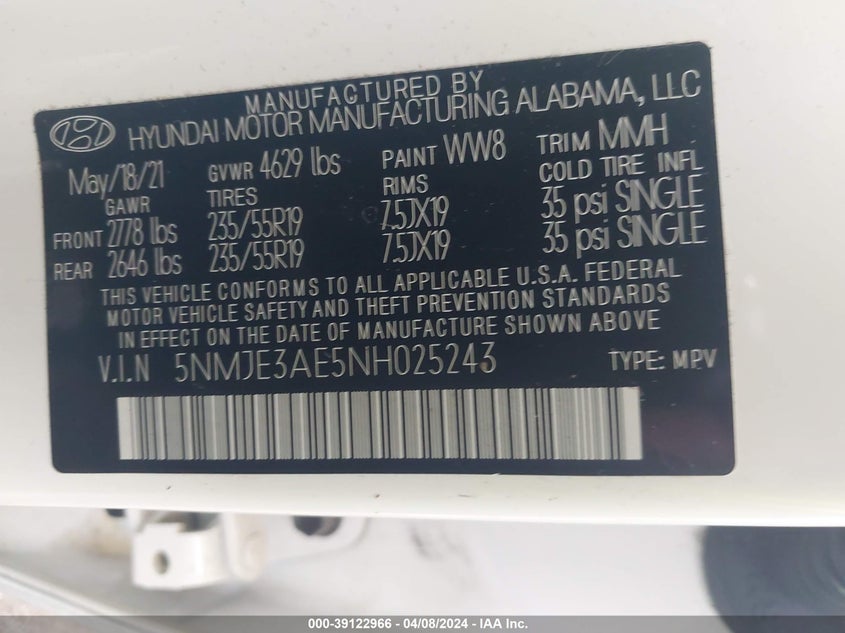 MANUFACTURED BY
HYUNDAI MOTOR MANUFACTURING ALABAMA, LLC
May/18/21 GVWR 4629 lbs PAINT WW8 TRIM MMH
GAWR TIRES RIMS COLD TIRE INFL
FRONT 2778 lbs 235/55R19 7.5JX19 35 psi SINGLE
REAR 2646 lbs 235/55R19 7.5JX19 35 psi SINGLE
THIS VEHICLE CONFORMS TO ALL APPLICABLE U.S.A. FEDERAL
MOTOR VEHICLE SAFETY AND THEFT PREVENTION STANDARDS
IN EFFECT ON THE DATE OF MANUFACTURING SHOWN ABOVE
V.I.N 5NMJE3AE5NH025243 TYPE: MPV
000-39122966 - 04/08/2024 - IAA Inc.